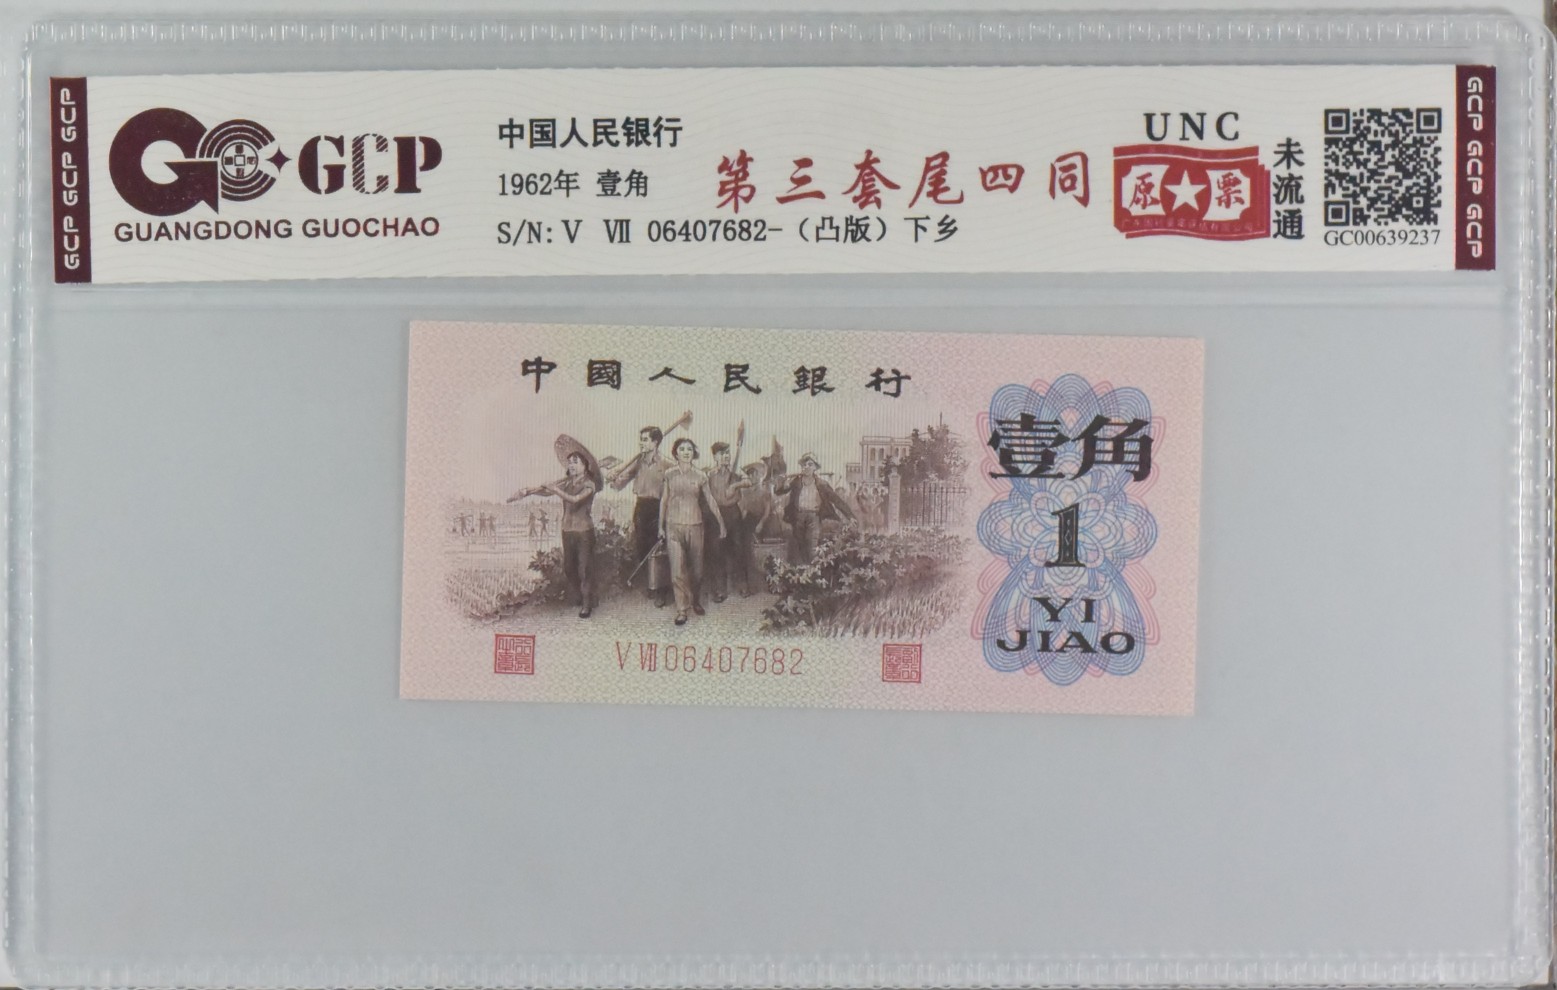 GCP GCP GCP
GCP
GUANGDONG GUOCHAO
中国人民银行
1962年 壹角
S/N: V Ⅶ 06407682-（凸版）下乡
第三套尾四同
UNC
原★票
未流通
GC00639237
GCP GCP GCP
中國人民銀行
壹角
1
YI
JIAO
V Ⅶ 06407682